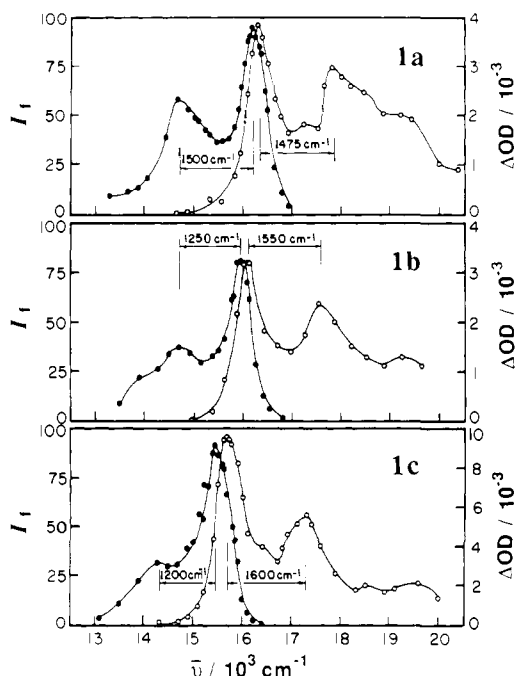 100 1a 4
75 3
50 2
25 1
0 0
I_f ΔOD / 10⁻³
1500 cm⁻¹ 1475 cm⁻¹
100 1b 4
75 3
50 2
25 1
0 0
I_f ΔOD / 10⁻³
1250 cm⁻¹ 1550 cm⁻¹
100 1c 10
75 8
50 6
25 4
0 2
0
I_f ΔOD / 10⁻³
1200 cm⁻¹ 1600 cm⁻¹
13 14 15 16 17 18 19 20
ν̄ / 10³ cm⁻¹